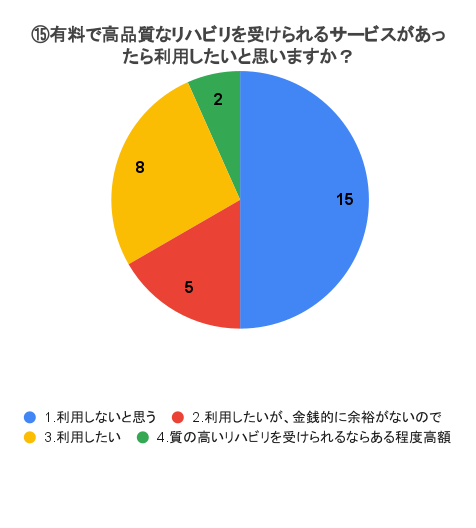 ⑮有料で高品質なリハビリを受けられるサービスがあっ
たら利用したいと思いますか？
2
8
15
5
1.利用しないと思う 2.利用したいが、金銭的に余裕がないので
3.利用したい 4.質の高いリハビリを受けられるならある程度高額